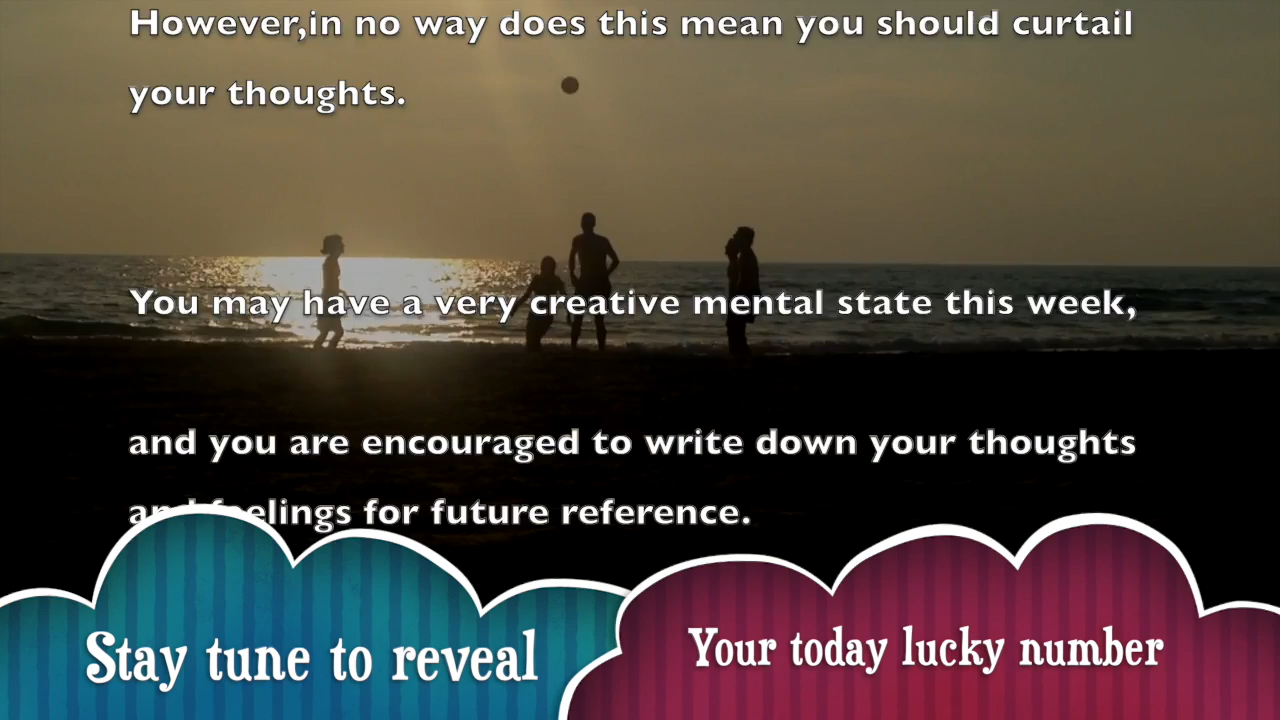 However,in no way does this mean you should curtail
your thoughts.
You may have a very creative mental state this week,
and you are encouraged to write down your thoughts
and feelings for future reference.
Stay tune to reveal
Your today lucky number